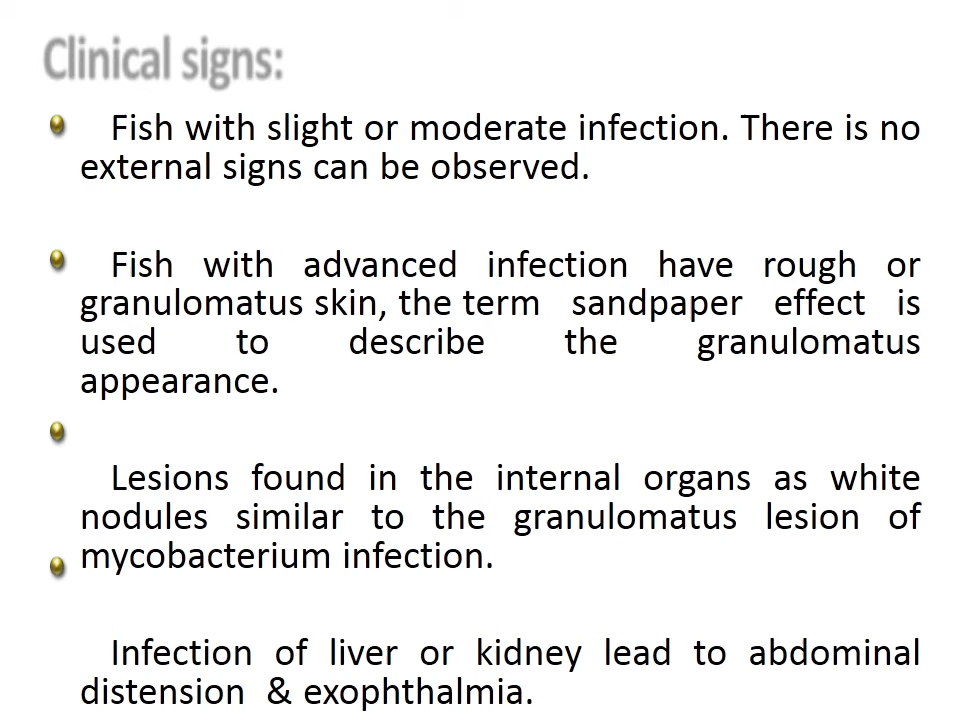 Clinical signs:
Fish with slight or moderate infection. There is no
external signs can be observed.
Fish with advanced infection have rough or
granulomatus skin, the term sandpaper effect is
used to describe the granulomatus
appearance.
Lesions found in the internal organs as white
nodules similar to the granulomatus lesion of
mycobacterium infection.
Infection of liver or kidney lead to abdominal
distension & exophthalmia.